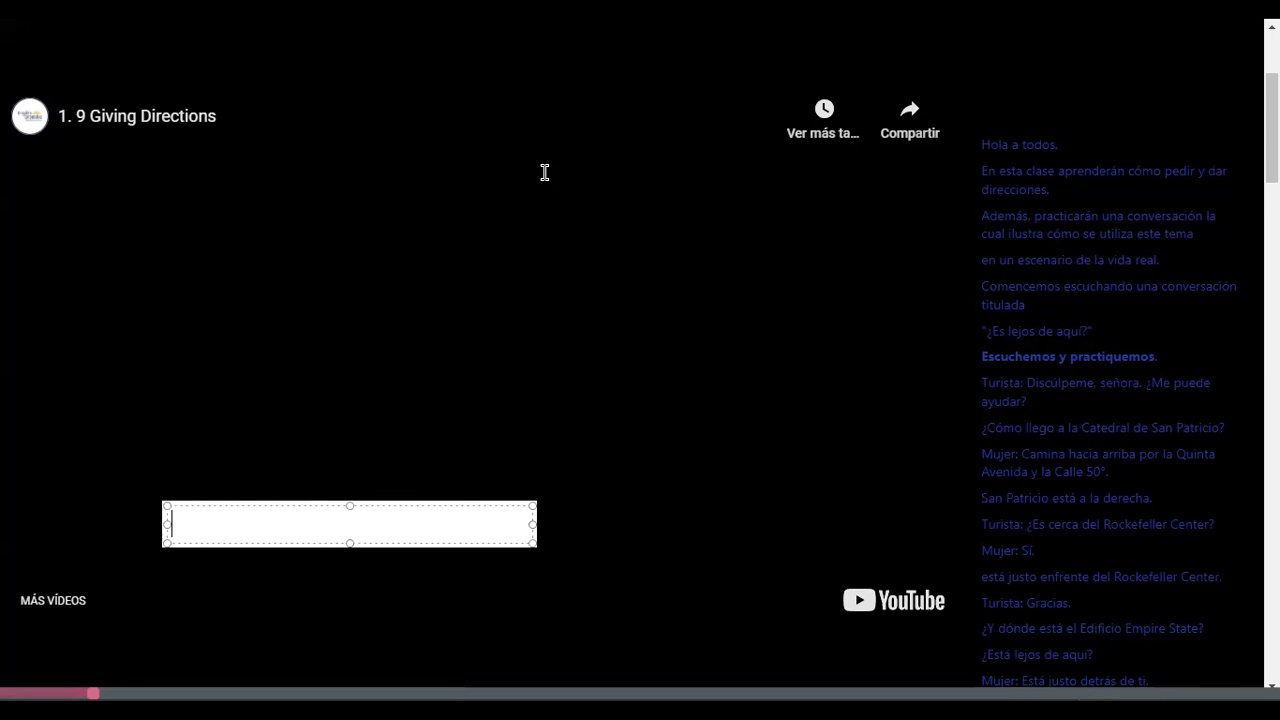 1. 9 Giving Directions
Ver más ta...
Compartir
Hola a todos.
En esta clase aprenderán cómo pedir y dar
direcciones.
Además, practicarán una conversación la
cual ilustra cómo se utiliza este tema
en un escenario de la vida real.
Comencemos escuchando una conversación
titulada
"¿Es lejos de aquí?"
Escuchemos y practiquemos.
Turista: Discúlpeme, señora. ¿Me puede
ayudar?
¿Cómo llego a la Catedral de San Patricio?
Mujer: Camina hacia arriba por la Quinta
Avenida y la Calle 50°.
San Patricio está a la derecha.
Turista: ¿Es cerca del Rockefeller Center?
Mujer: Sí,
está justo enfrente del Rockefeller Center.
Turista: Gracias.
¿Y dónde está el Edificio Empire State?
¿Está lejos de aquí?
Mujer: Está justo detrás de ti.
MÁS VÍDEOS
YouTube